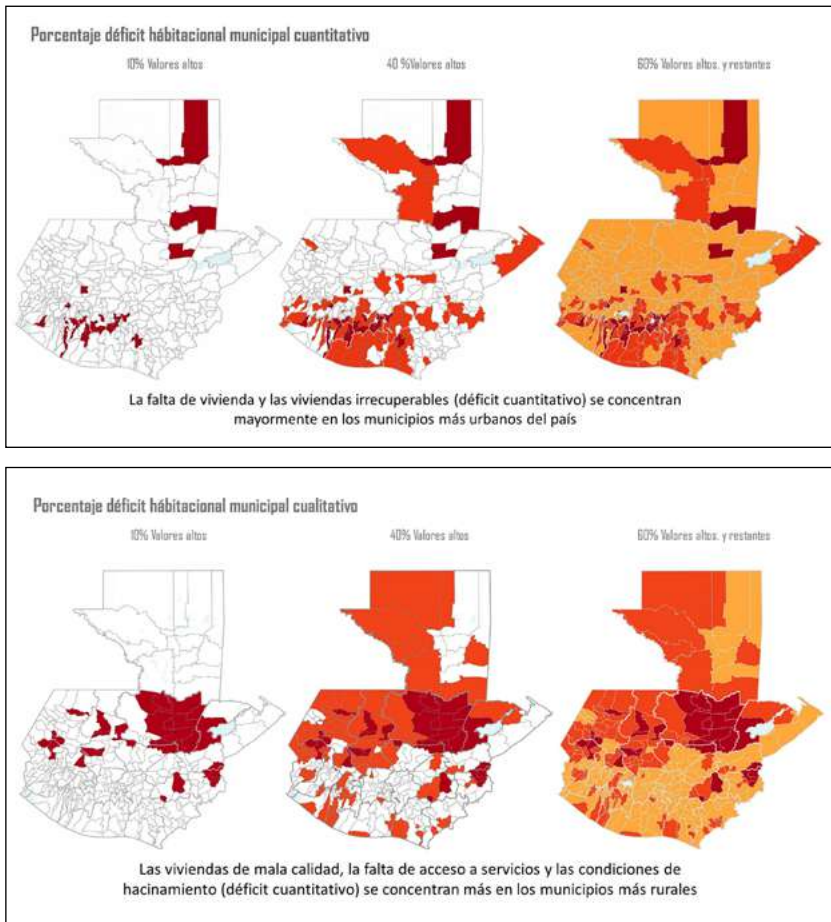 Porcentaje déficit hábitacional municipal cuantitativo
10% Valores altos
40 %Valores altos
60% Valores altos. y restantes
La falta de vivienda y las viviendas irrecuperables (déficit cuantitativo) se concentran
mayormente en los municipios más urbanos del país
Porcentaje déficit hábitacional municipal cualitativo
10% Valores altos
40% Valores altos
60% Valores altos. y restantes
Las viviendas de mala calidad, la falta de acceso a servicios y las condiciones de
hacinamiento (déficit cuantitativo) se concentran más en los municipios más rurales